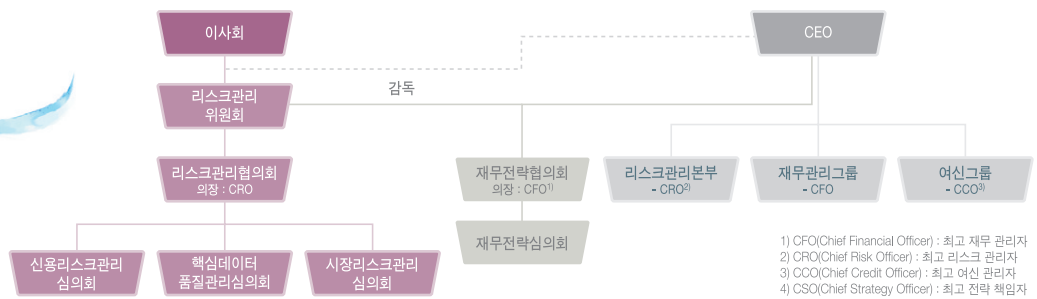 이사회
CEO
감독
리스크관리
위원회
리스크관리협의회
의장 : CRO
재무전략협의회
의장 : CFO1)
리스크관리본부
- CRO2)
재무관리그룹
- CFO
여신그룹
- CCO3)
재무전략심의회
신용리스크관리
심의회
핵심데이터
품질관리심의회
시장리스크관리
심의회
1) CFO(Chief Financial Officer) : 최고 재무 관리자
2) CRO(Chief Risk Officer) : 최고 리스크 관리자
3) CCO(Chief Credit Officer) : 최고 여신 관리자
4) CSO(Chief Strategy Officer) : 최고 전략 책임자